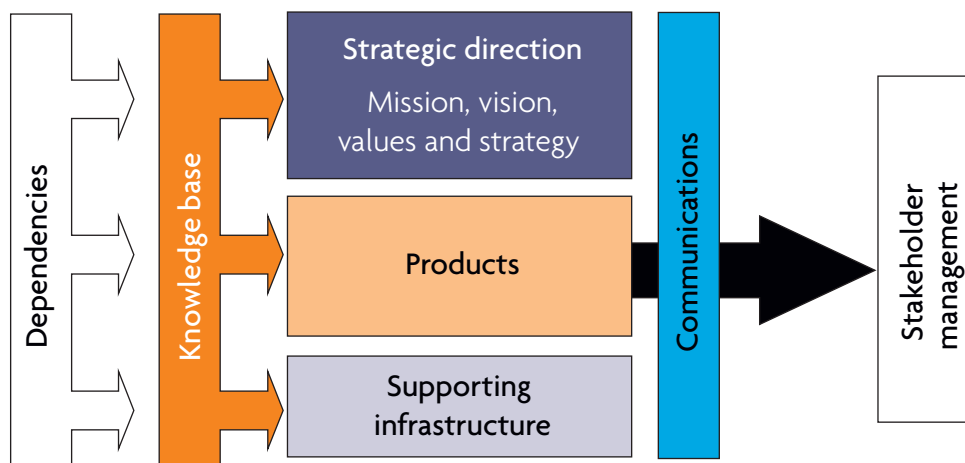 Dependencies
Knowledge base
Strategic direction
Mission, vision,
values and strategy
Products
Supporting
infrastructure
Communications
Stakeholder
management